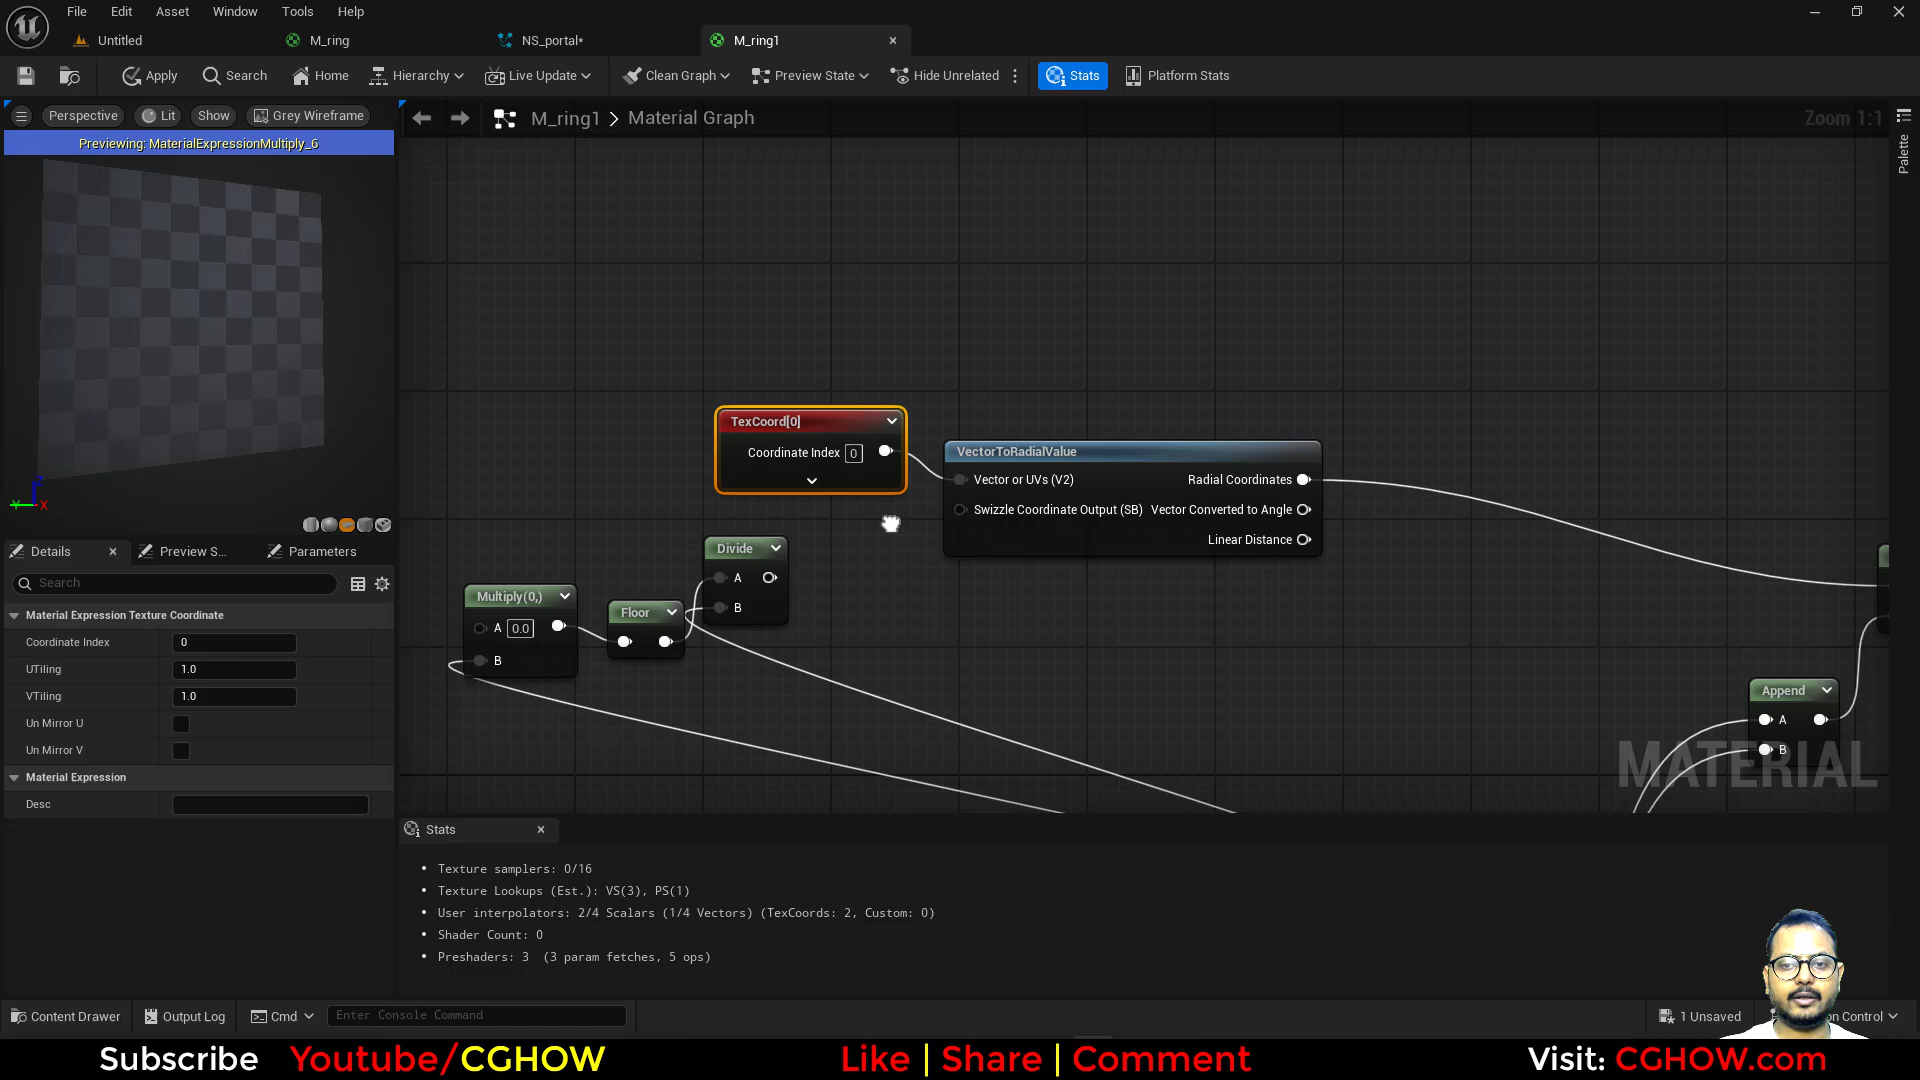 File Edit Asset Window Tools Help
Untitled M_ring NS_portal* M_ring1
Apply Search Home Hierarchy Live Update Clean Graph Preview State Hide Unrelated Stats Platform Stats
Perspective Lit Show Grey Wireframe
M_ring1 > Material Graph Zoom 1:1
Palette
Previewing: MaterialExpressionMultiply_6
TexCoord[0]
Coordinate Index 0
VectorToRadialValue
Vector or UVs (V2) Radial Coordinates
Swizzle Coordinate Output (SB) Vector Converted to Angle
Linear Distance
Divide
A
B
Multiply(0,)
A 0.0
B
Floor
Append
A
B
MATERIAL
Details Preview S... Parameters
Search
Material Expression Texture Coordinate
Coordinate Index 0
UTiling 1.0
VTiling 1.0
Un Mirror U
Un Mirror V
Material Expression
Desc
Stats
• Texture samplers: 0/16
• Texture Lookups (Est.): VS(3), PS(1)
• User interpolators: 2/4 Scalars (1/4 Vectors) (TexCoords: 2, Custom: 0)
• Shader Count: 0
• Preshaders: 3 (3 param fetches, 5 ops)
Content Drawer Output Log Cmd Enter Console Command 1 Unsaved on Control
Subscribe Youtube/CGHOW Like | Share | Comment Visit: CGHOW.com